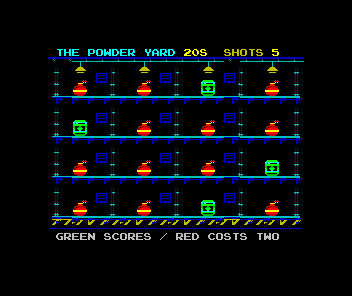 THE POWDER YARD 20S SHOTS 5
GREEN SCORES / RED COSTS TWO